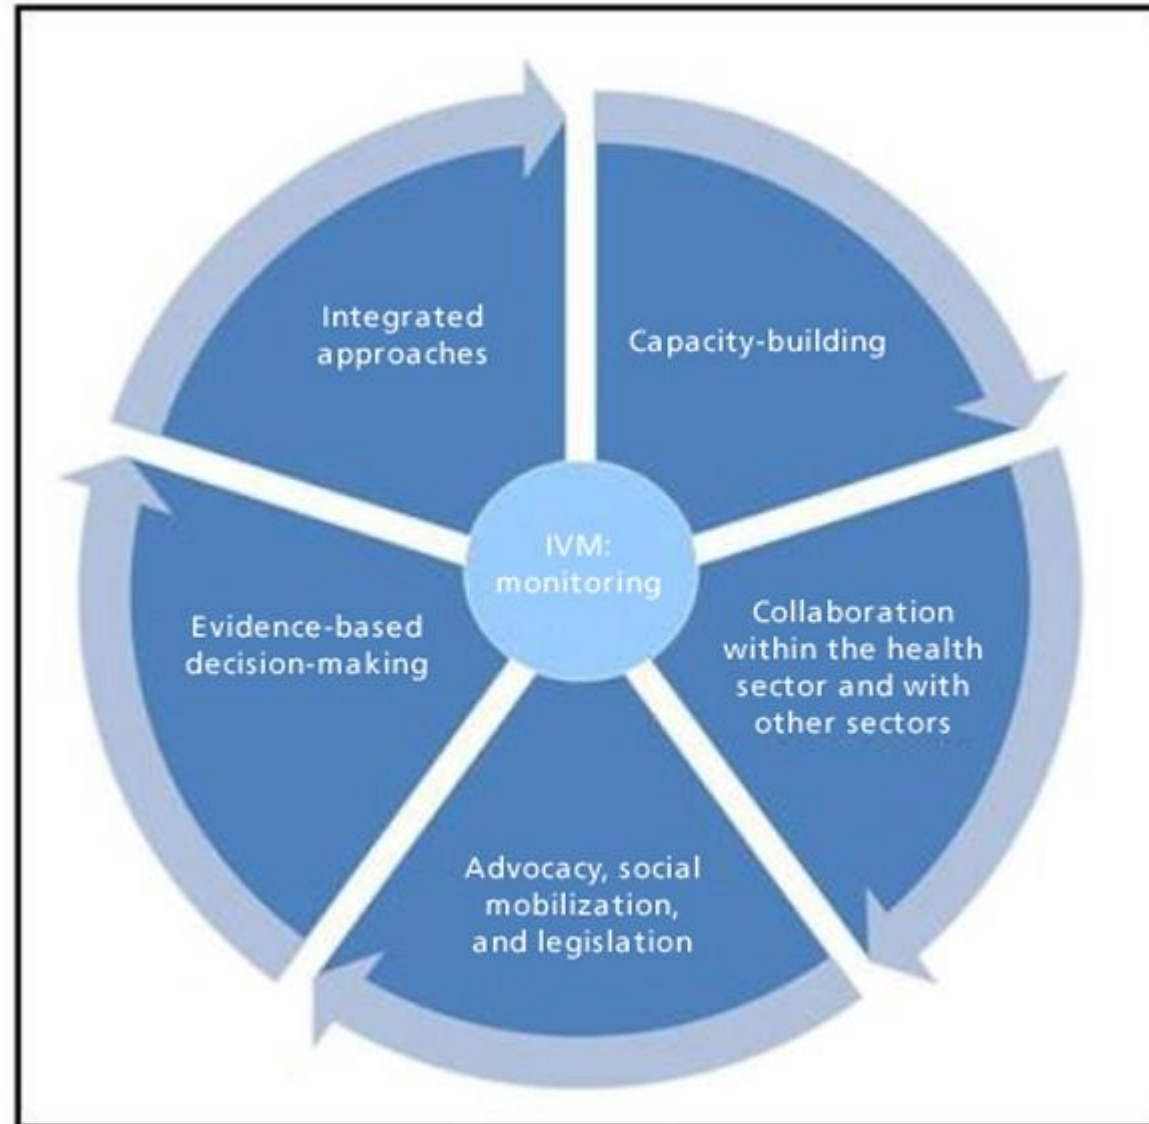 Integrated
approaches
Capacity-building
IVM:
monitoring
Evidence-based
decision-making
Collaboration
within the health
sector and with
other sectors
Advocacy, social
mobilization,
and legislation